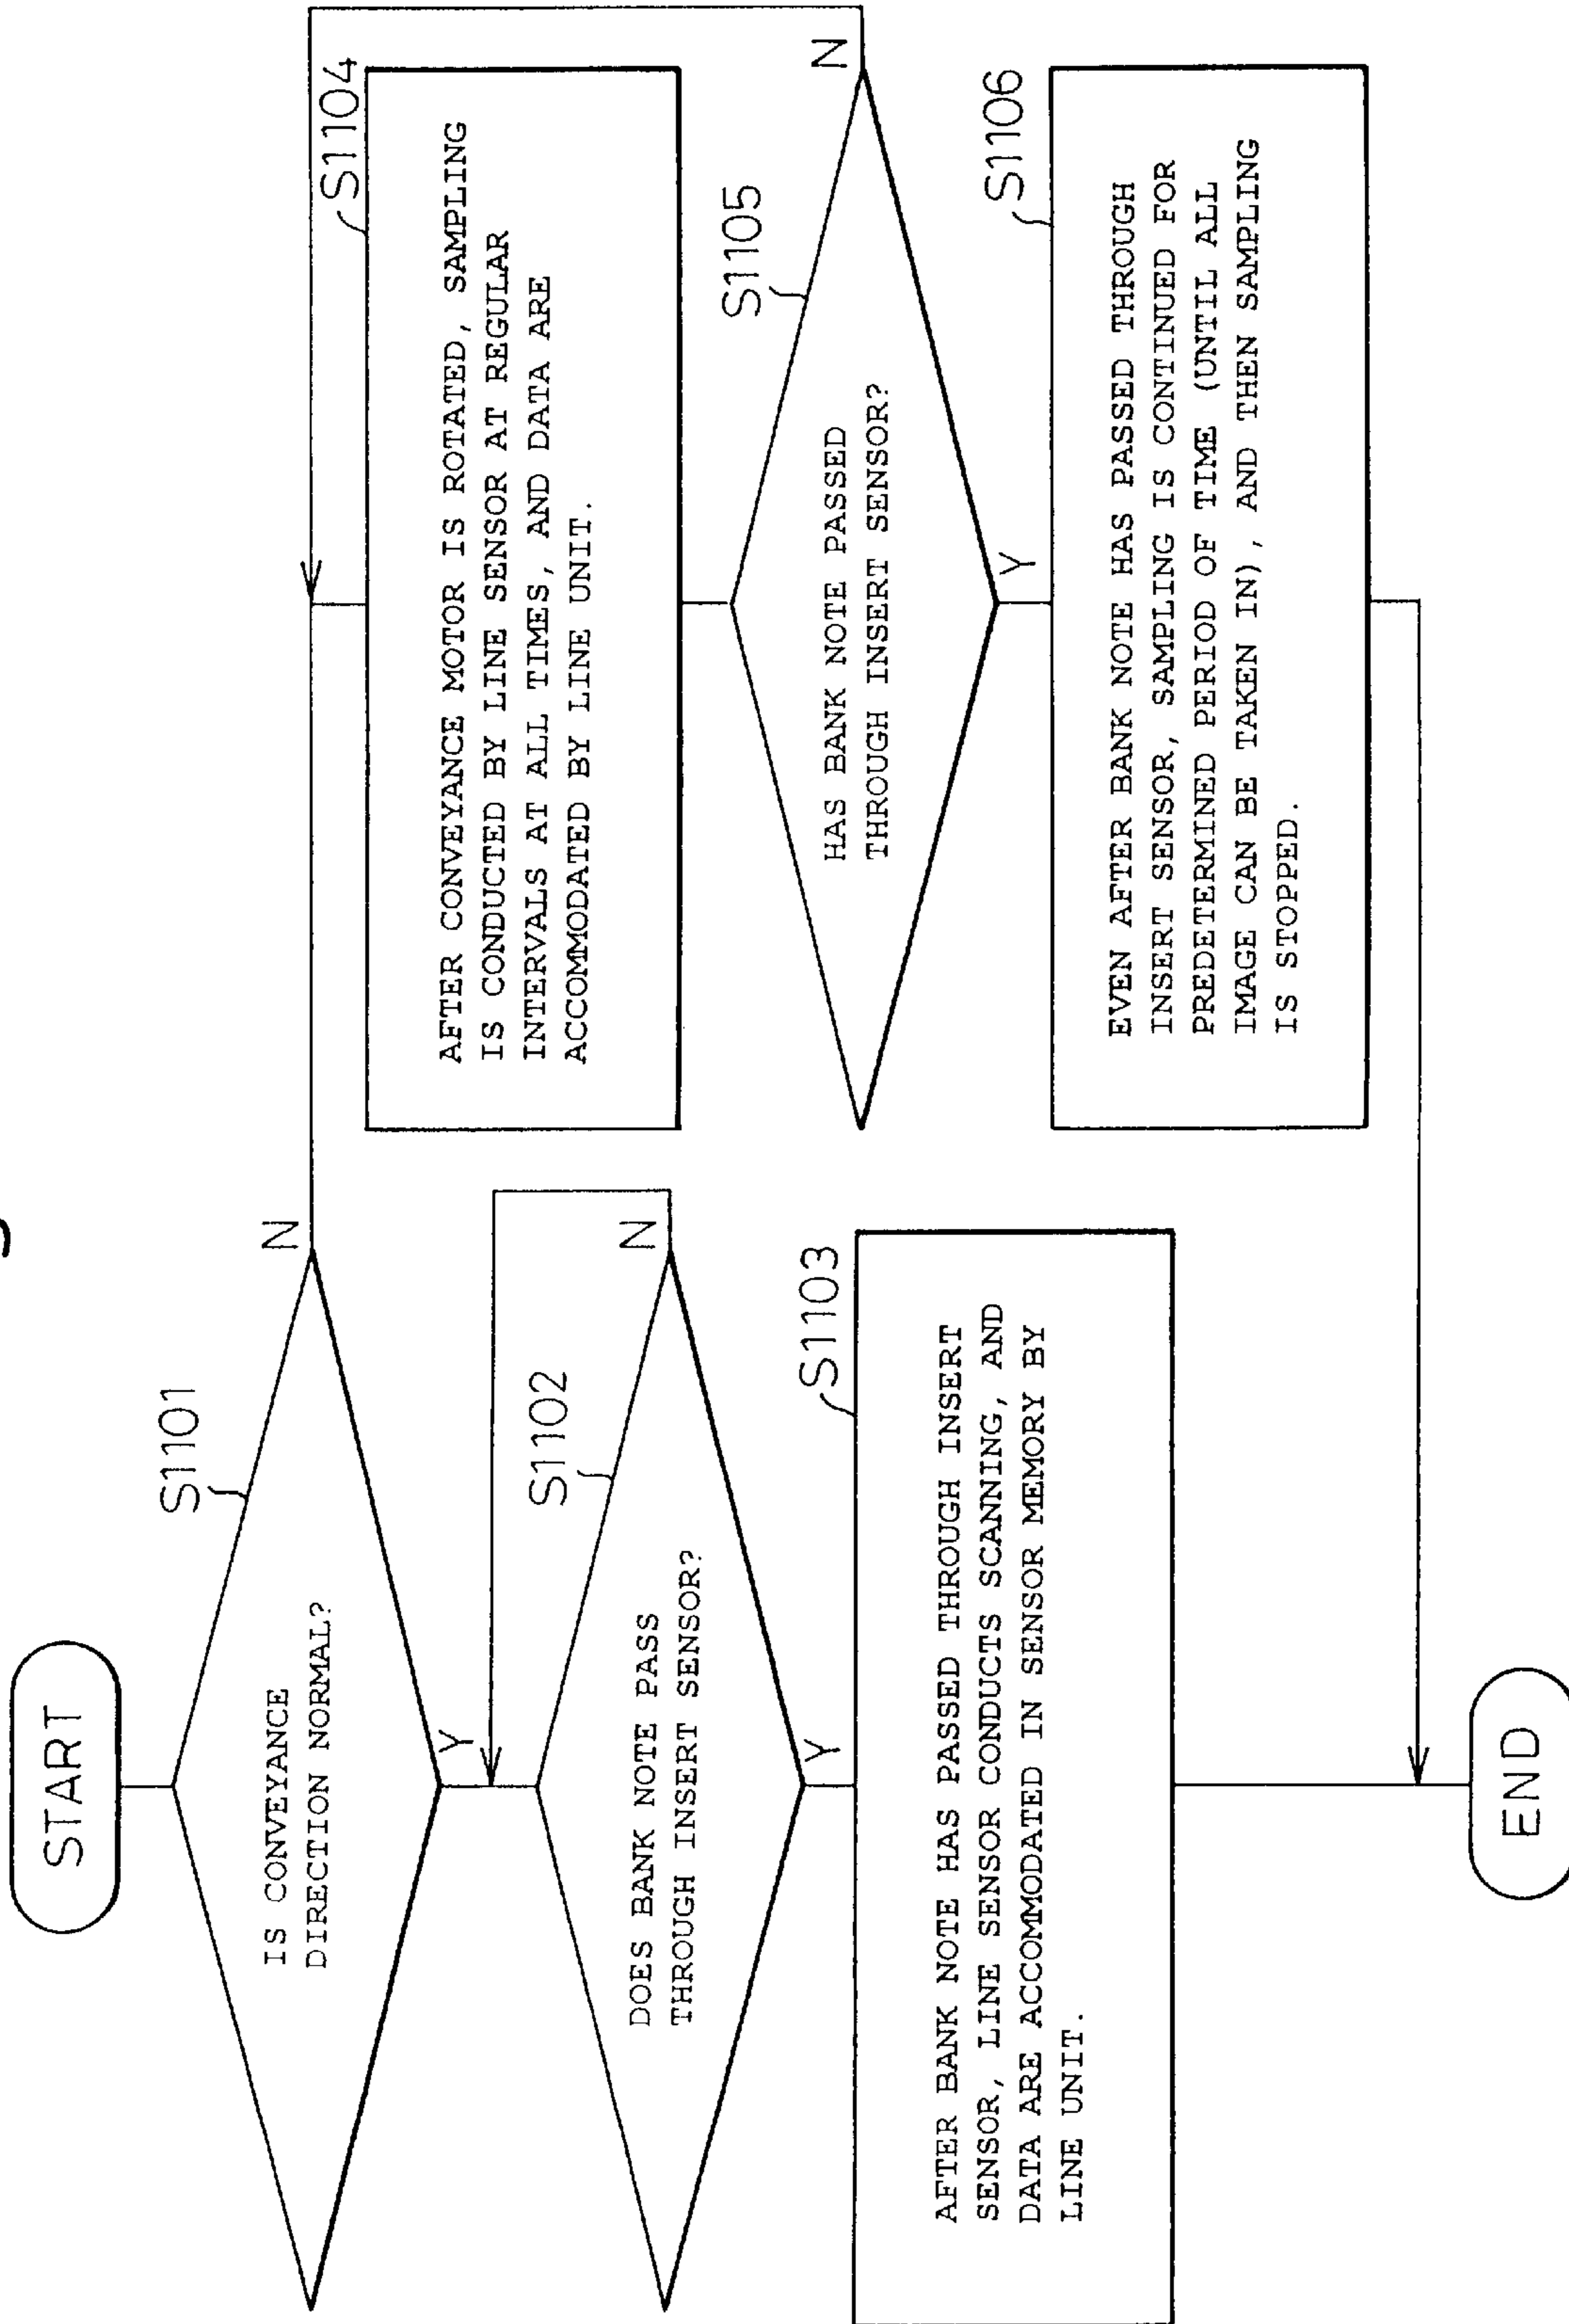 START
S1101
IS CONVEYANCE
DIRECTION NORMAL?
N
Y
S1102
DOES BANK NOTE PASS
THROUGH INSERT SENSOR?
N
Y
S1103
AFTER BANK NOTE HAS PASSED THROUGH INSERT
SENSOR, LINE SENSOR CONDUCTS SCANNING, AND
DATA ARE ACCOMMODATED IN SENSOR MEMORY BY
LINE UNIT.
S1104
AFTER CONVEYANCE MOTOR IS ROTATED, SAMPLING
IS CONDUCTED BY LINE SENSOR AT REGULAR
INTERVALS AT ALL TIMES, AND DATA ARE
ACCOMMODATED BY LINE UNIT.
S1105
HAS BANK NOTE PASSED
THROUGH INSERT SENSOR?
N
Y
S1106
EVEN AFTER BANK NOTE HAS PASSED THROUGH
INSERT SENSOR, SAMPLING IS CONTINUED FOR
PREDETERMINED PERIOD OF TIME (UNTIL ALL
IMAGE CAN BE TAKEN IN), AND THEN SAMPLING
IS STOPPED.
END